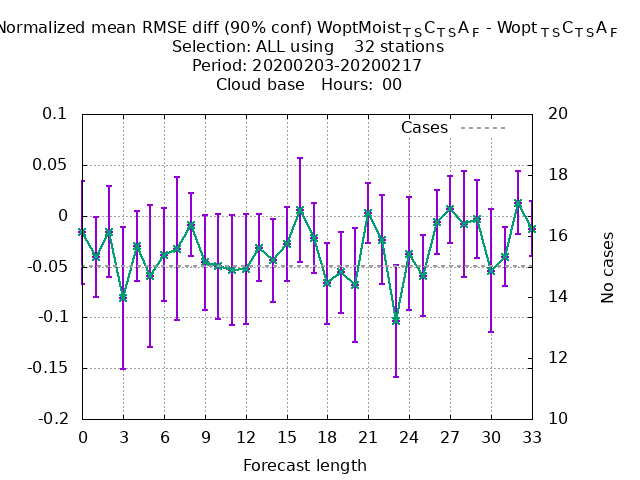 Normalized mean RMSE diff (90% conf) WoptMoist_TSC_TSA_F - Wopt_TSC_TSA_F
Selection: ALL using 32 stations
Period: 20200203-20200217
Cloud base Hours: 00
0.1
0.05
0
-0.05
-0.1
-0.15
-0.2
20
18
16
14
12
10
Cases
No cases
0 3 6 9 12 15 18 21 24 27 30 33
Forecast length